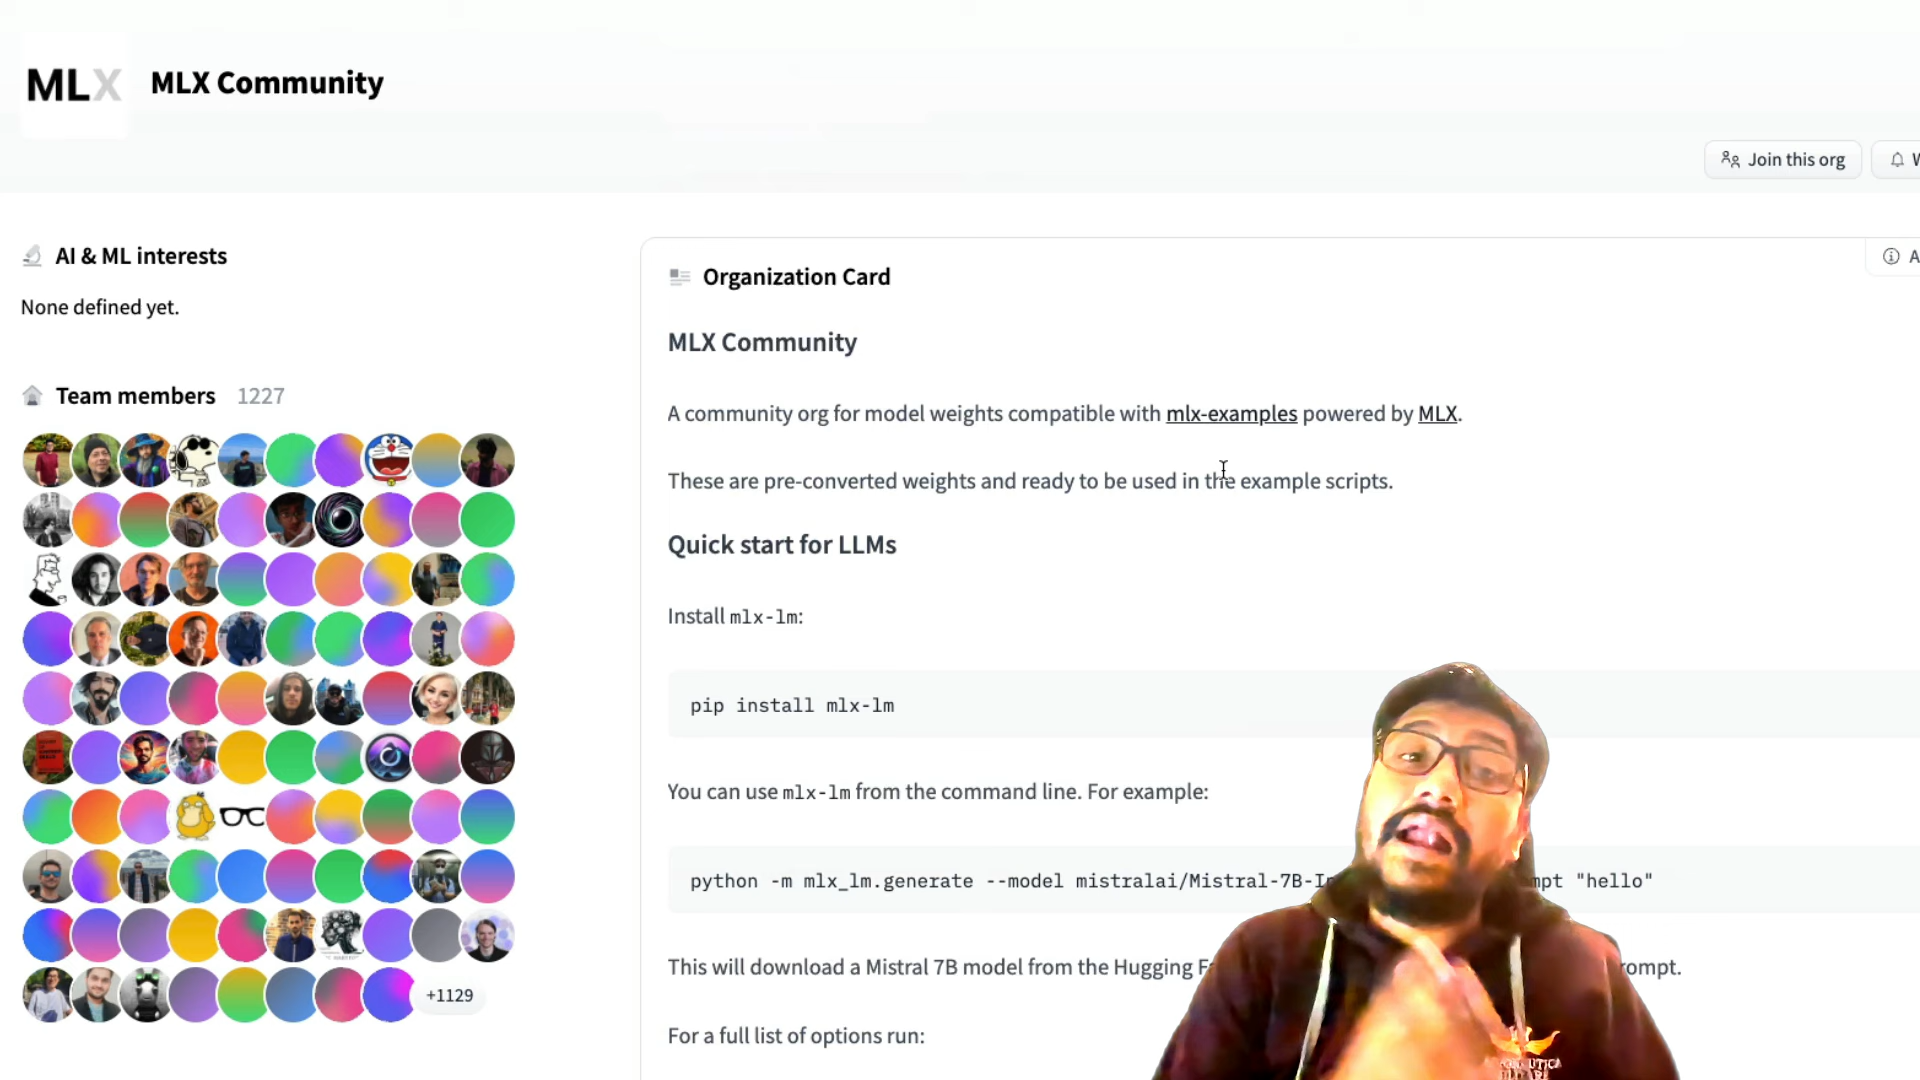 MLX
MLX Community
Join this org
AI & ML interests
None defined yet.
Team members 1227
+1129
Organization Card
MLX Community
A community org for model weights compatible with mlx-examples powered by MLX.
These are pre-converted weights and ready to be used in the example scripts.
Quick start for LLMs
Install mlx-lm:
pip install mlx-lm
You can use mlx-lm from the command line. For example:
python -m mlx_lm.generate --model mistralai/Mistral-7B-In mpt "hello"
This will download a Mistral 7B model from the Hugging Fa rompt.
For a full list of options run: